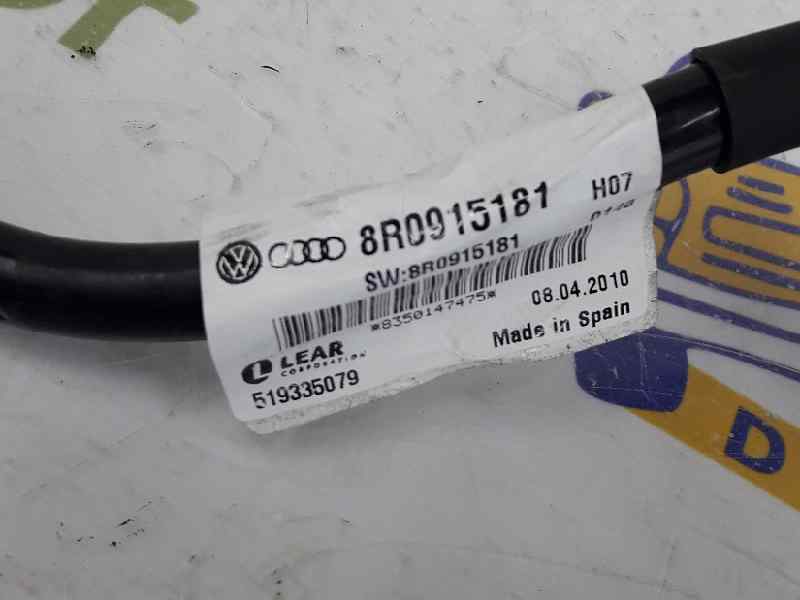 8R0915181 H07
SW:8R0915181
*8350147475*
08.04.2010
LEAR
CORPORATION
Made in Spain
519335079
D